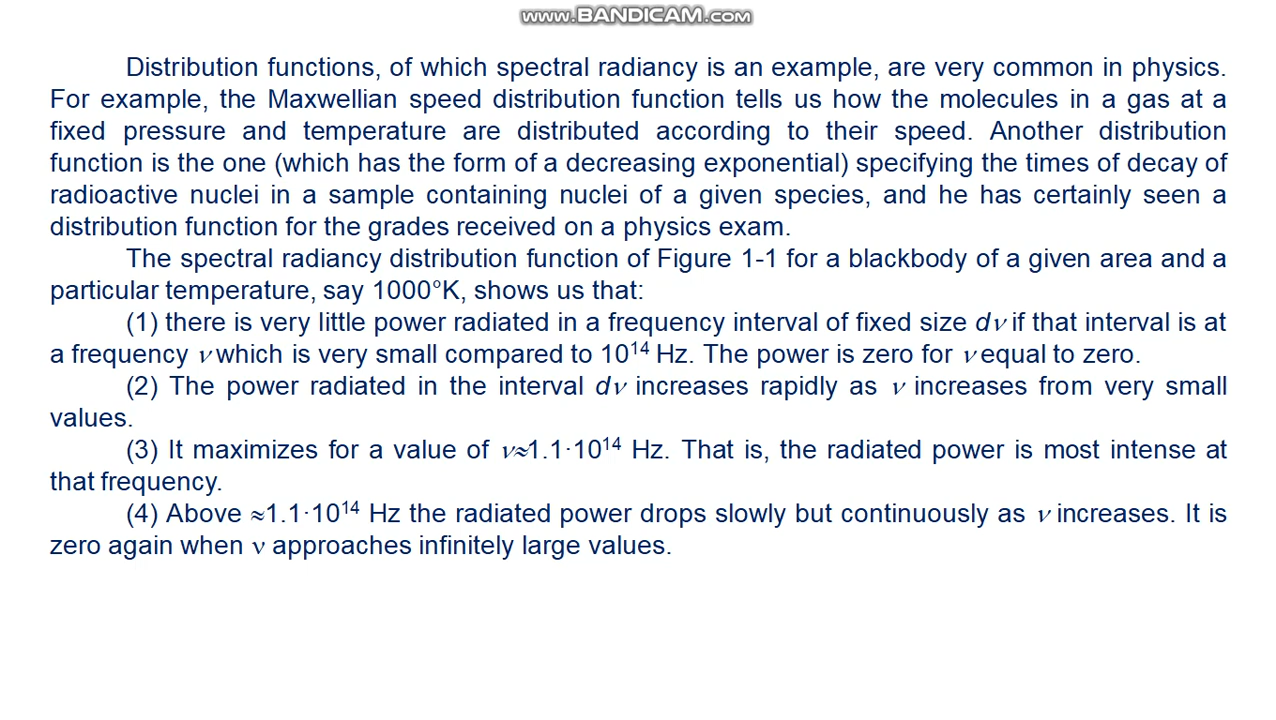 www.BANDICAM.com
Distribution functions, of which spectral radiancy is an example, are very common in physics.
For example, the Maxwellian speed distribution function tells us how the molecules in a gas at a
fixed pressure and temperature are distributed according to their speed. Another distribution
function is the one (which has the form of a decreasing exponential) specifying the times of decay of
radioactive nuclei in a sample containing nuclei of a given species, and he has certainly seen a
distribution function for the grades received on a physics exam.
The spectral radiancy distribution function of Figure 1-1 for a blackbody of a given area and a
particular temperature, say 1000°K, shows us that:
(1) there is very little power radiated in a frequency interval of fixed size dν if that interval is at
a frequency ν which is very small compared to 10¹⁴ Hz. The power is zero for ν equal to zero.
(2) The power radiated in the interval dν increases rapidly as ν increases from very small
values.
(3) It maximizes for a value of ν≈1.1·10¹⁴ Hz. That is, the radiated power is most intense at
that frequency.
(4) Above ≈1.1·10¹⁴ Hz the radiated power drops slowly but continuously as ν increases. It is
zero again when ν approaches infinitely large values.